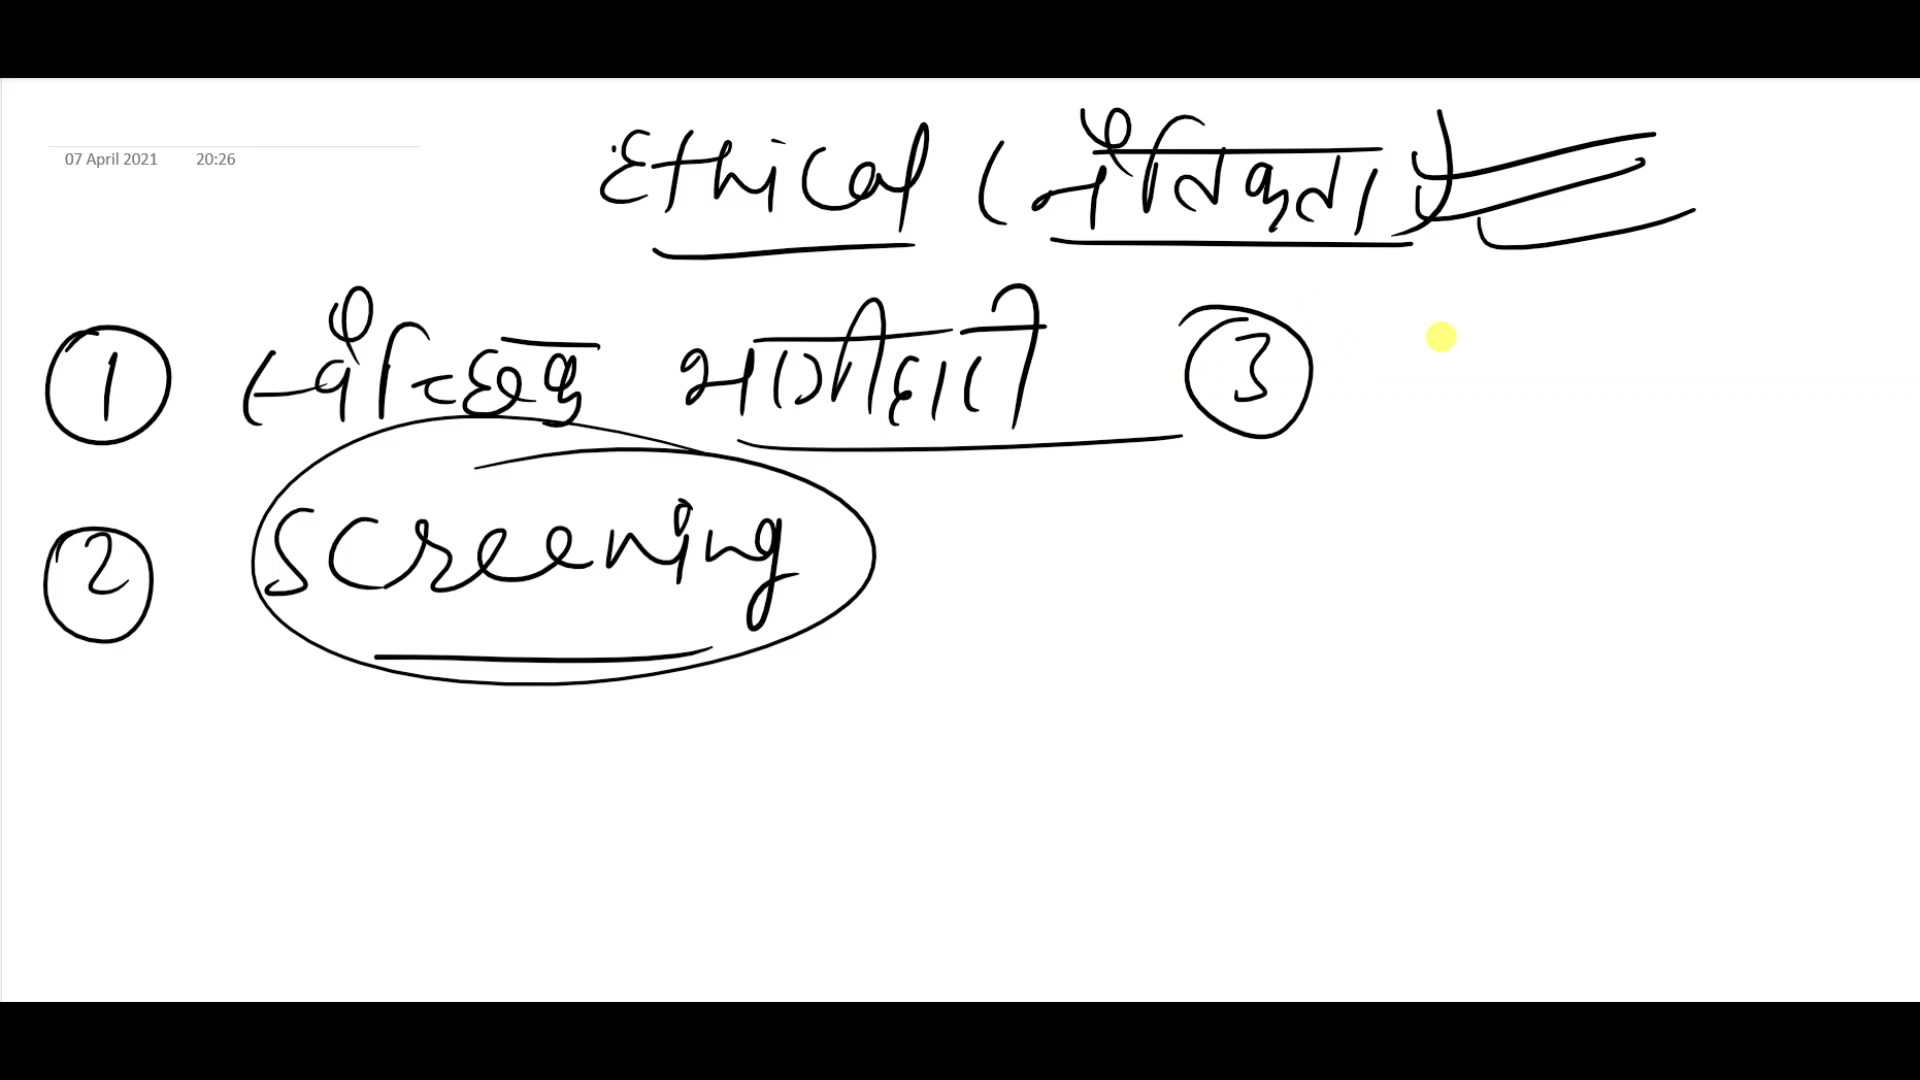 07 April 2021 20:26
Ethical (नैतिकता)
① स्वैच्छिक भागीदारी ③
② Screening